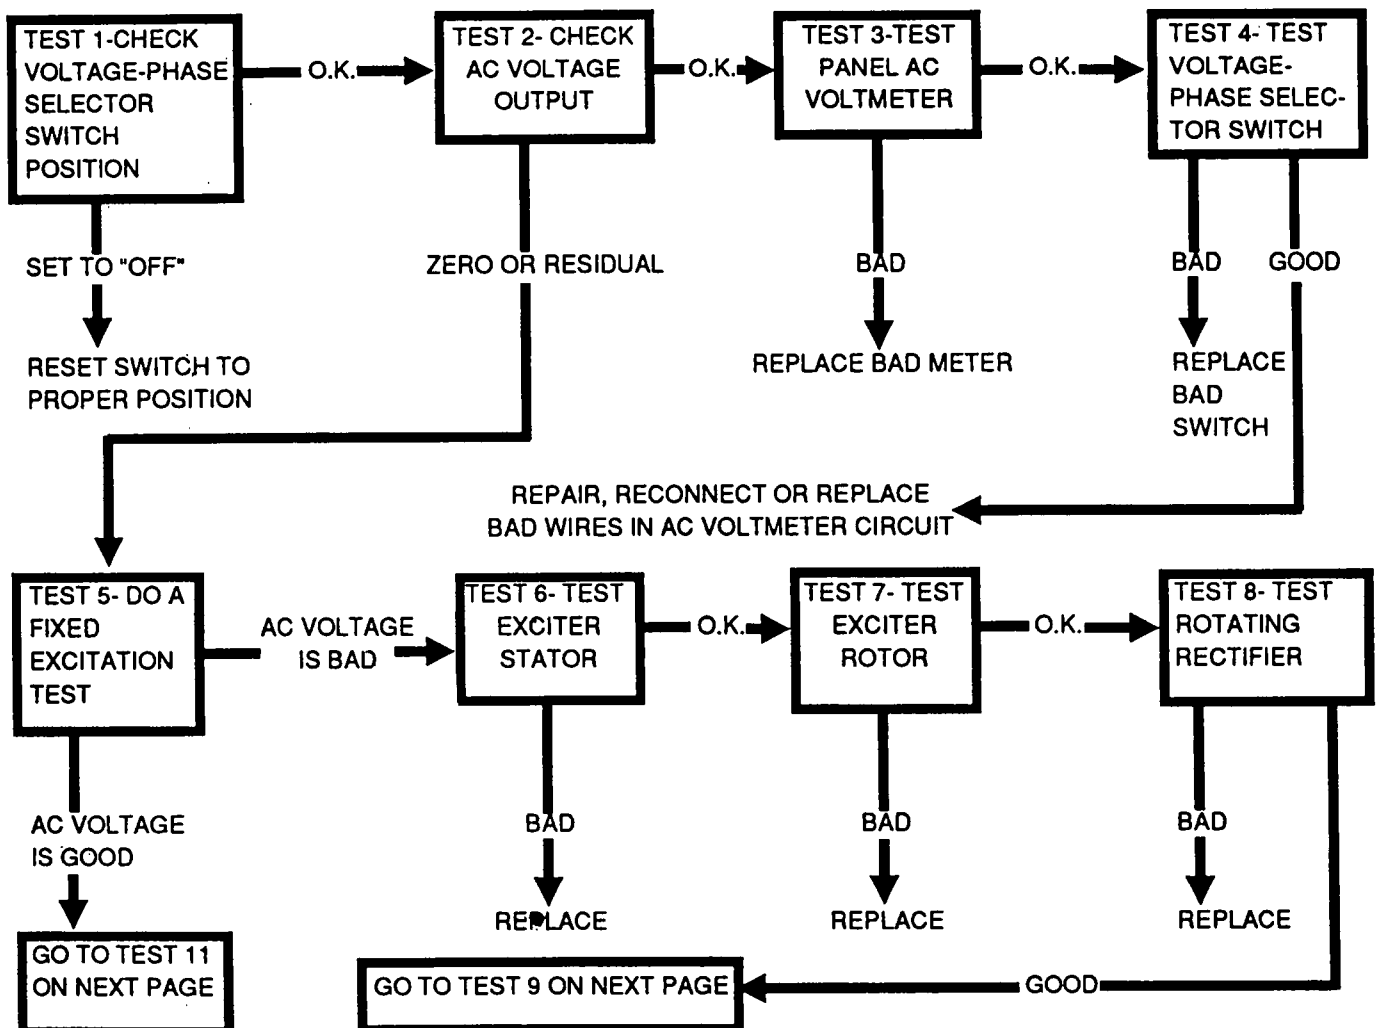 TEST 1-CHECK
VOLTAGE-PHASE
SELECTOR
SWITCH
POSITION
O.K.
TEST 2- CHECK
AC VOLTAGE
OUTPUT
O.K.
TEST 3-TEST
PANEL AC
VOLTMETER
O.K.
TEST 4- TEST
VOLTAGE-
PHASE SELEC-
TOR SWITCH
SET TO "OFF"
RESET SWITCH TO
PROPER POSITION
ZERO OR RESIDUAL
BAD
REPLACE BAD METER
BAD
REPLACE
BAD
SWITCH
GOOD
REPAIR, RECONNECT OR REPLACE
BAD WIRES IN AC VOLTMETER CIRCUIT
TEST 5- DO A
FIXED
EXCITATION
TEST
AC VOLTAGE
IS BAD
TEST 6- TEST
EXCITER
STATOR
O.K.
TEST 7- TEST
EXCITER
ROTOR
O.K.
TEST 8- TEST
ROTATING
RECTIFIER
AC VOLTAGE
IS GOOD
BAD
REPLACE
BAD
REPLACE
BAD
REPLACE
GO TO TEST 11
ON NEXT PAGE
GO TO TEST 9 ON NEXT PAGE
GOOD